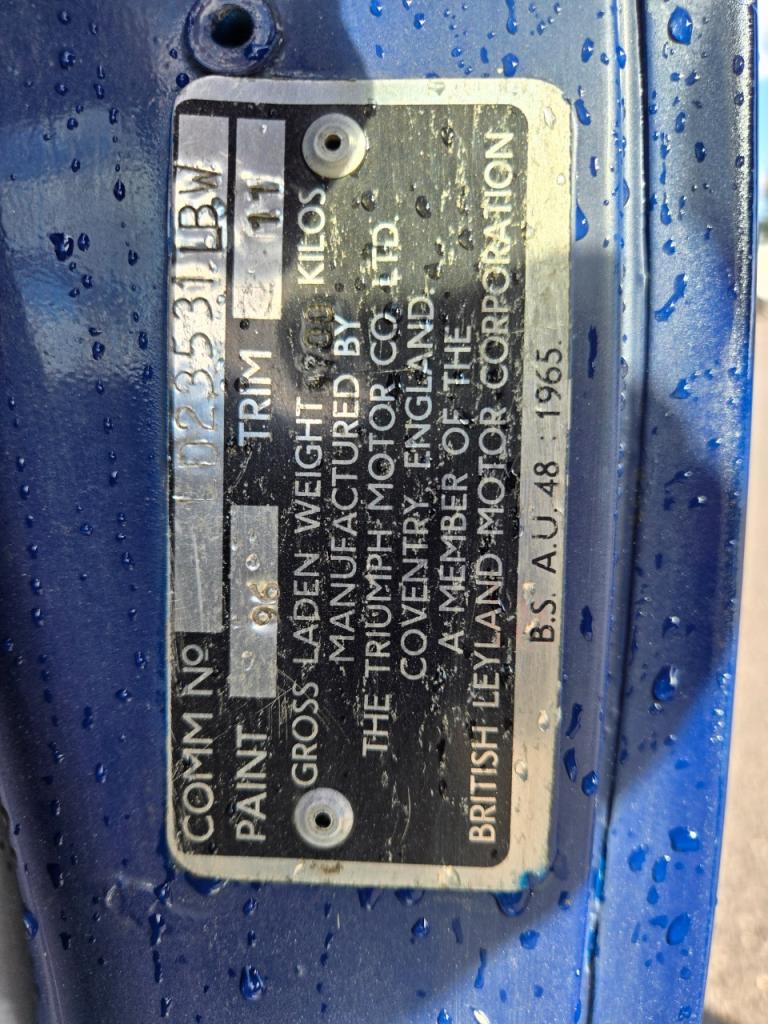 COMM Nº LD23531LBW
PAINT 96 TRIM 11
GROSS LADEN WEIGHT 1700 KILOS
MANUFACTURED BY
THE TRIUMPH MOTOR CO. LTD.
COVENTRY, ENGLAND.
A MEMBER OF THE
BRITISH LEYLAND MOTOR CORPORATION
B.S. A.U. 48 : 1965.